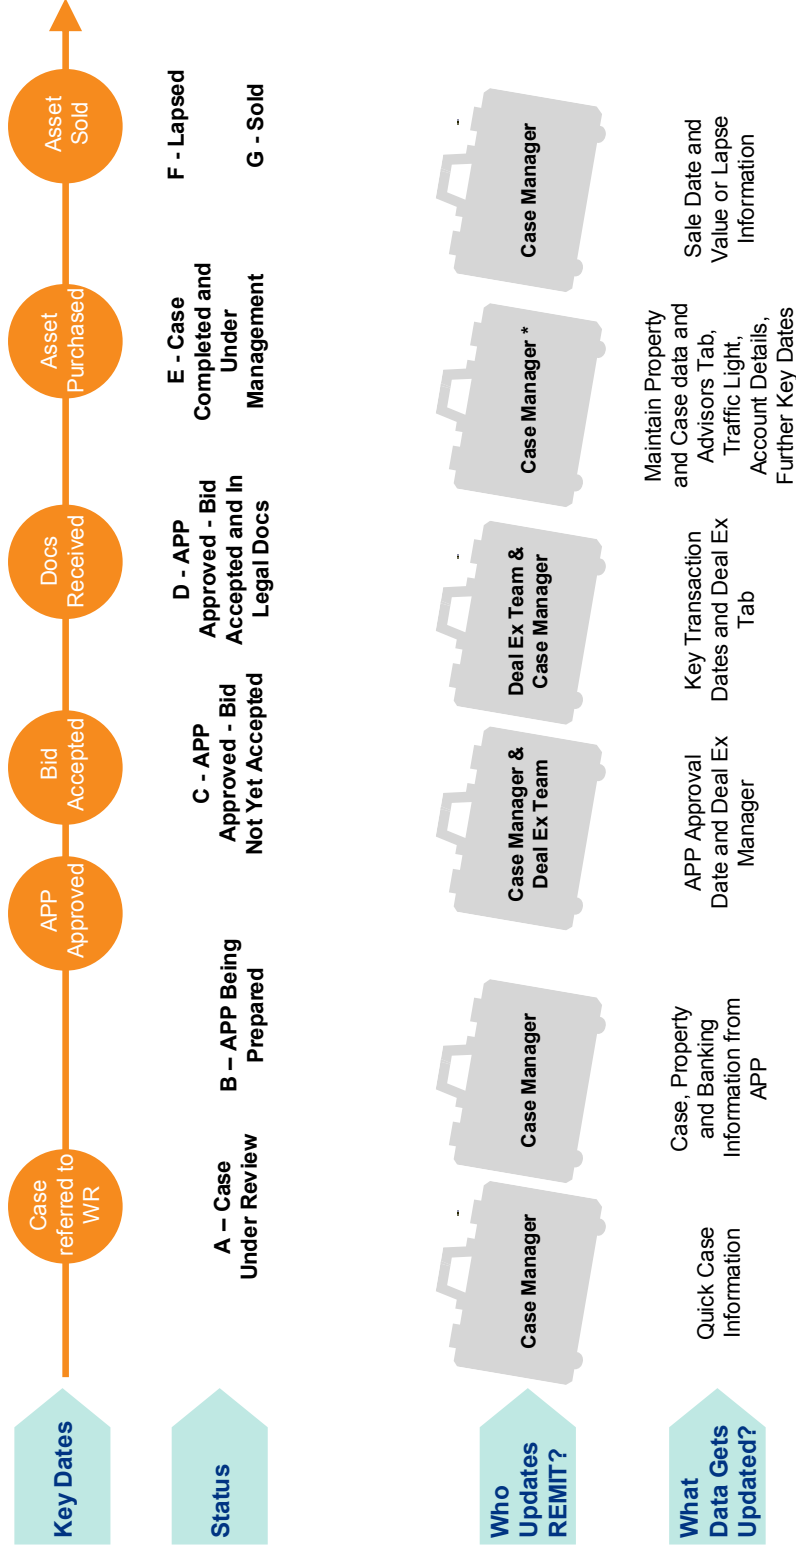 Key Dates
Case
referred to
WR
APP
Approved
Bid
Accepted
Docs
Received
Asset
Purchased
Asset
Sold
Status
A – Case
Under Review
B – APP Being
Prepared
C - APP
Approved - Bid
Not Yet Accepted
D - APP
Approved - Bid
Accepted and In
Legal Docs
E - Case
Completed and
Under
Management
F - Lapsed
G - Sold
Who
Updates
REMIT?
Case Manager
Case Manager
Case Manager &
Deal Ex Team
Deal Ex Team &
Case Manager
Case Manager *
Case Manager
What
Data Gets
Updated?
Quick Case
Information
Case, Property
and Banking
Information from
APP
APP Approval
Date and Deal Ex
Manager
Key Transaction
Dates and Deal Ex
Tab
Maintain Property
and Case data and
Advisors Tab,
Traffic Light,
Account Details,
Further Key Dates
Sale Date and
Value or Lapse
Information